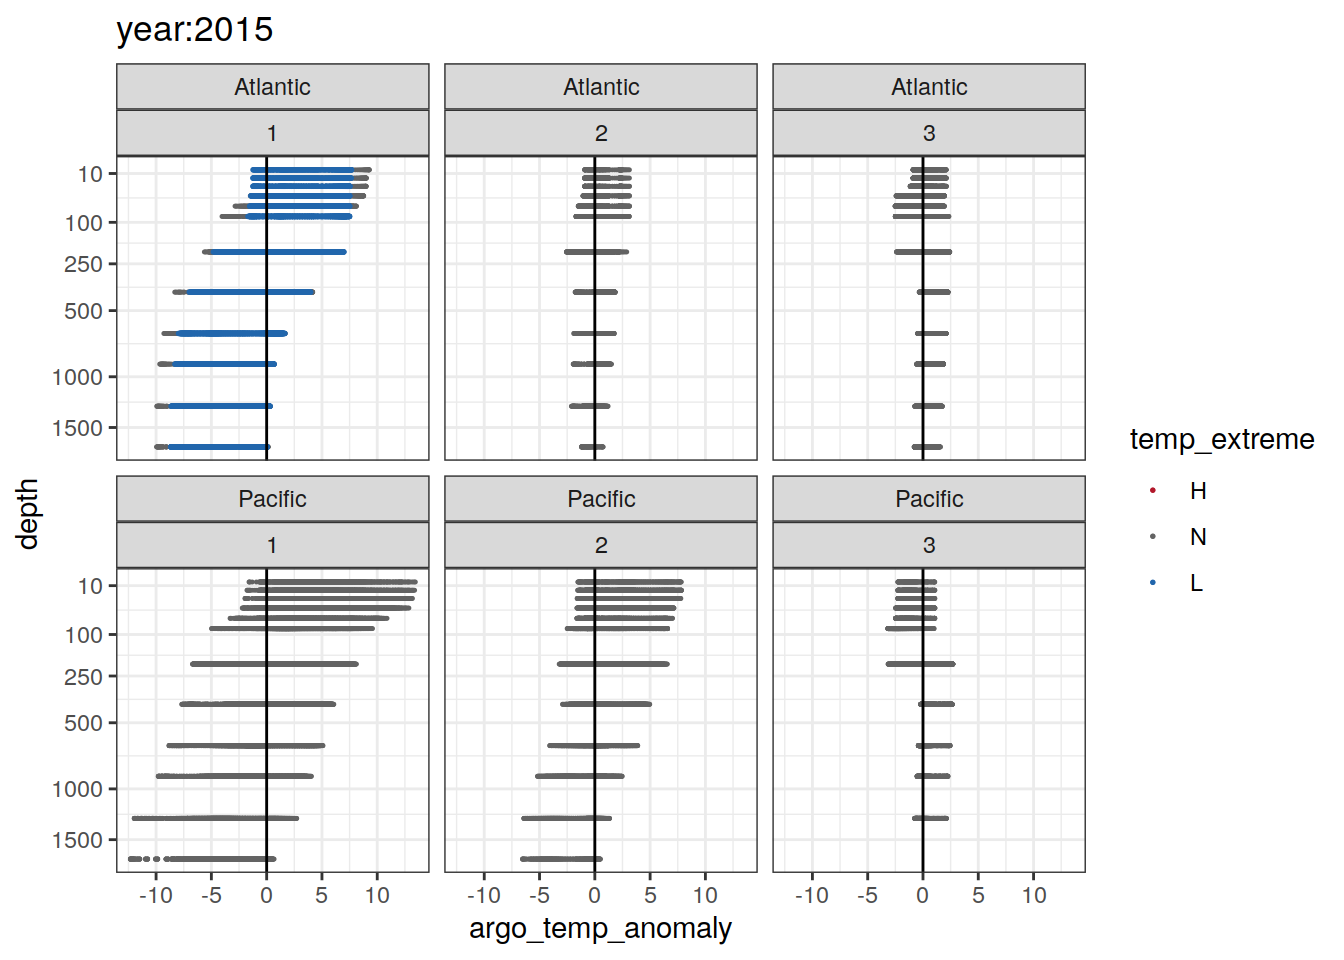 year:2015
Atlantic Atlantic Atlantic
1 2 3
10
100
250
500
1000
1500
Pacific Pacific Pacific
1 2 3
10
100
250
500
1000
1500
-10 -5 0 5 10 -10 -5 0 5 10 -10 -5 0 5 10
argo_temp_anomaly
depth
temp_extreme
H
N
L